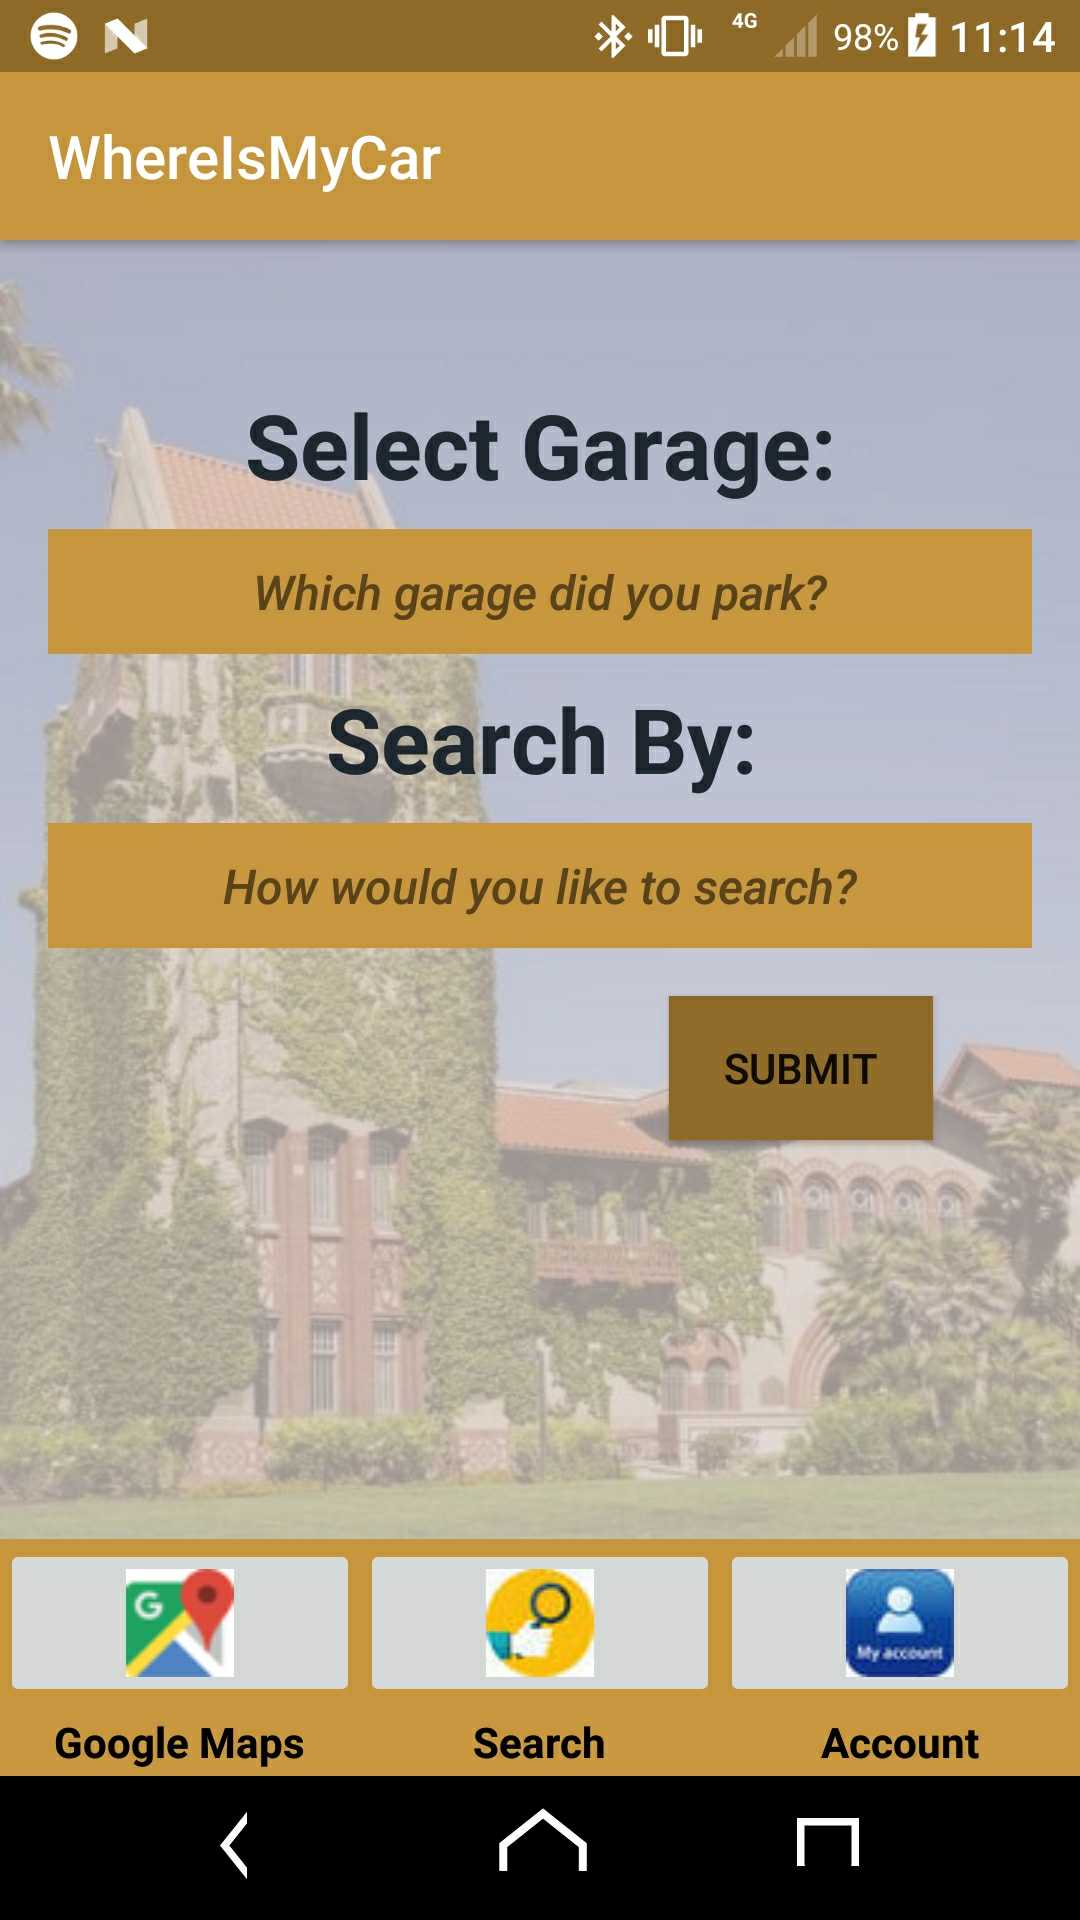 4G 98% 11:14
WhereIsMyCar
Select Garage:
Which garage did you park?
Search By:
How would you like to search?
SUBMIT
G
My account
Google Maps Search Account